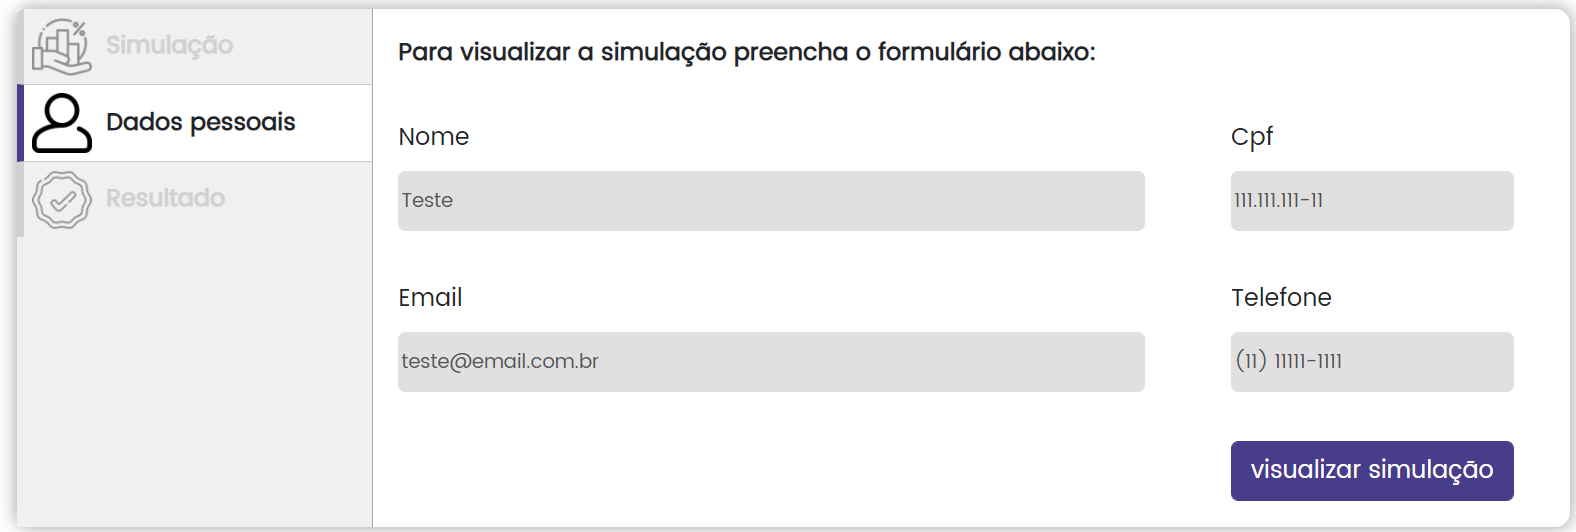 Simulação
Dados pessoais
Resultado
Para visualizar a simulação preencha o formulário abaixo:
Nome
Cpf
Teste
111.111.111-11
Email
Telefone
teste@email.com.br
(11) 11111-1111
visualizar simulação